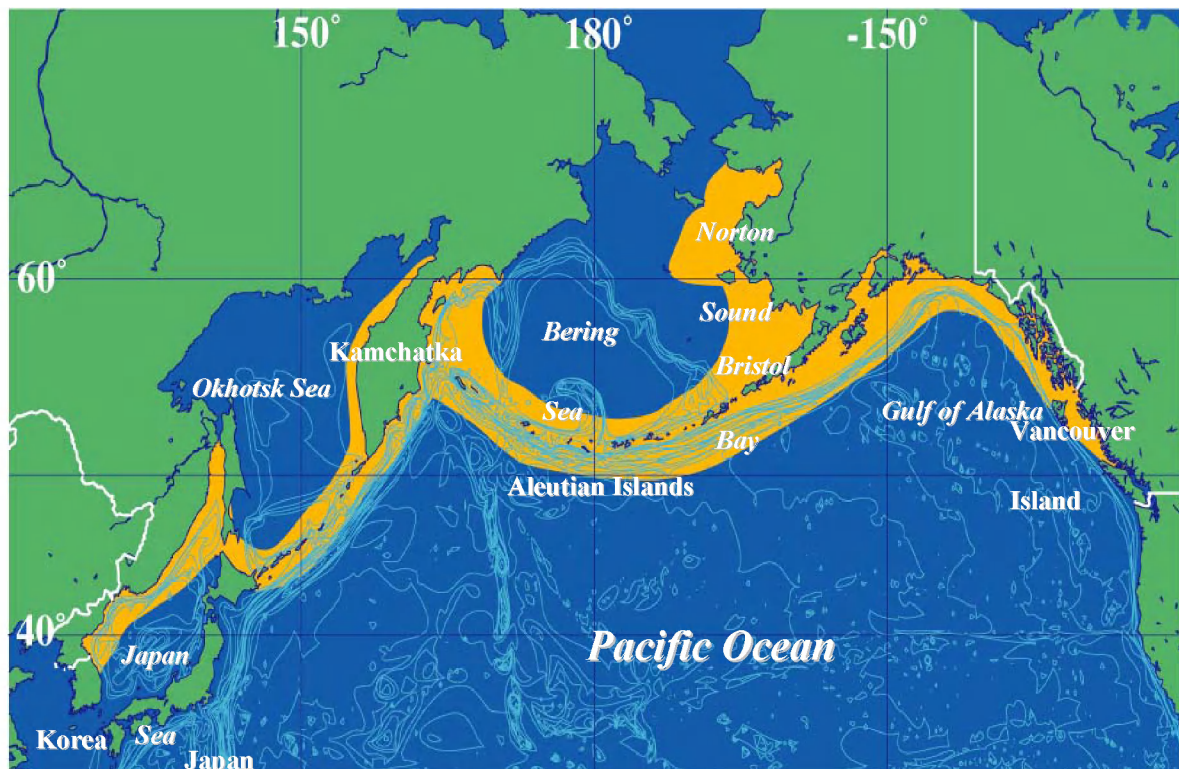 150°
180°
-150°
Norton
60°
Sound
Bering
Kamchatka
Bristol
Okhotsk Sea
Sea
Gulf of Alaska
Vancouver
Bay
Aleutian Islands
Island
40°
Japan
Pacific Ocean
Korea
Sea
Japan